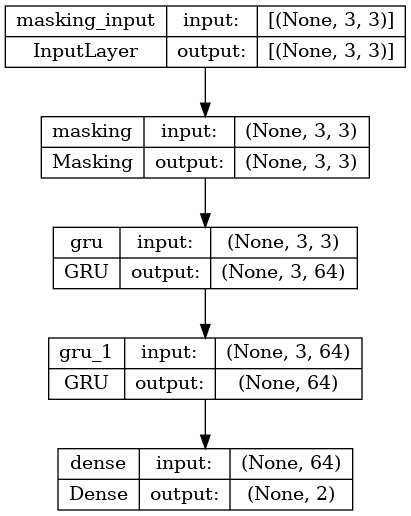 masking_input input: [(None, 3, 3)]
InputLayer output: [(None, 3, 3)]
masking input: (None, 3, 3)
Masking output: (None, 3, 3)
gru input: (None, 3, 3)
GRU output: (None, 3, 64)
gru_1 input: (None, 3, 64)
GRU output: (None, 64)
dense input: (None, 64)
Dense output: (None, 2)